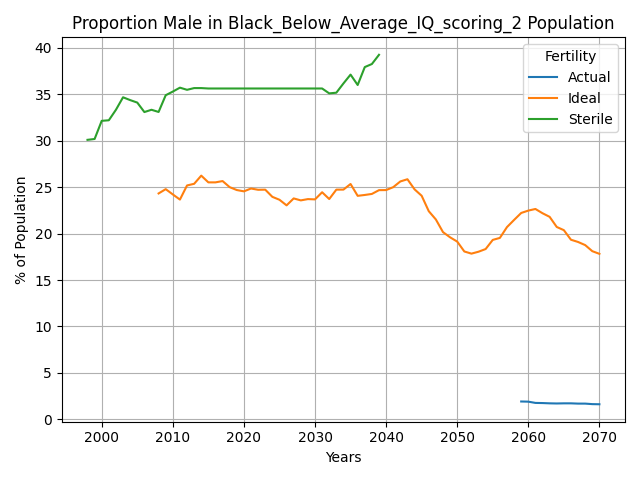 Proportion Male in Black_Below_Average_IQ_scoring_2 Population
Fertility
Actual
Ideal
Sterile
% of Population
40
35
30
25
20
15
10
5
0
2000 2010 2020 2030 2040 2050 2060 2070
Years